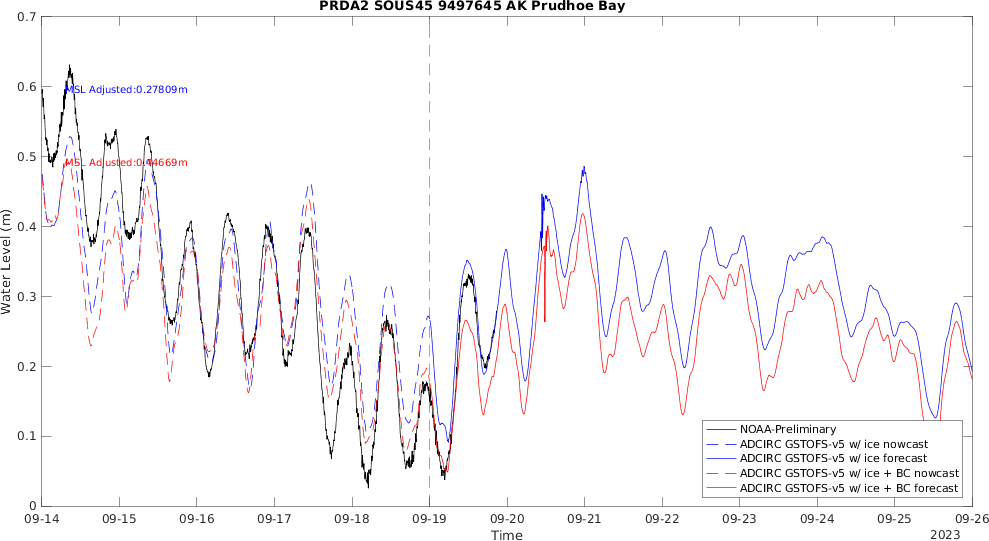 PRDA2 SOUS45 9497645 AK Prudhoe Bay
0.7
0.6
0.5
0.4
0.3
0.2
0.1
0
Water Level (m)
MSL Adjusted:0.27809m
MSL Adjusted:0.14669m
NOAA-Preliminary
ADCIRC GSTOFS-v5 w/ ice nowcast
ADCIRC GSTOFS-v5 w/ ice forecast
ADCIRC GSTOFS-v5 w/ ice + BC nowcast
ADCIRC GSTOFS-v5 w/ ice + BC forecast
09-14 09-15 09-16 09-17 09-18 09-19 09-20 09-21 09-22 09-23 09-24 09-25 09-26
Time
2023